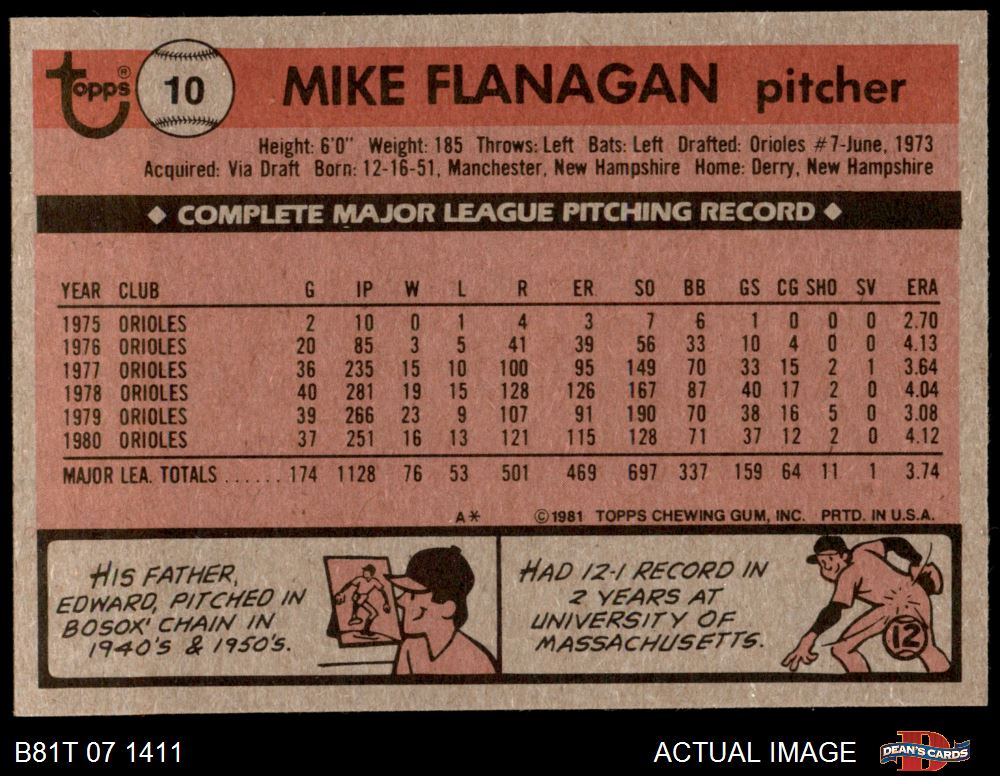 topps® 10 MIKE FLANAGAN pitcher
Height: 6'0" Weight: 185 Throws: Left Bats: Left Drafted: Orioles #7-June, 1973
Acquired: Via Draft Born: 12-16-51, Manchester, New Hampshire Home: Derry, New Hampshire
◆ COMPLETE MAJOR LEAGUE PITCHING RECORD ◆
YEAR CLUB G IP W L R ER SO BB GS CG SHO SV ERA
1975 ORIOLES 2 10 0 1 4 3 7 6 1 0 0 0 2.70
1976 ORIOLES 20 85 3 5 41 39 56 33 10 4 0 0 4.13
1977 ORIOLES 36 235 15 10 100 95 149 70 33 15 2 1 3.64
1978 ORIOLES 40 281 19 15 128 126 167 87 40 17 2 0 4.04
1979 ORIOLES 39 266 23 9 107 91 190 70 38 16 5 0 3.08
1980 ORIOLES 37 251 16 13 121 115 128 71 37 12 2 0 4.12
MAJOR LEA. TOTALS ...... 174 1128 76 53 501 469 697 337 159 64 11 1 3.74
A* ©1981 TOPPS CHEWING GUM, INC. PRTD. IN U.S.A.
HIS FATHER,
EDWARD, PITCHED IN
BOSOX' CHAIN IN
1940'S & 1950'S.
HAD 12-1 RECORD IN
2 YEARS AT
UNIVERSITY OF
MASSACHUSETTS.
12
B81T 07 1411 ACTUAL IMAGE DEAN'S CARDS